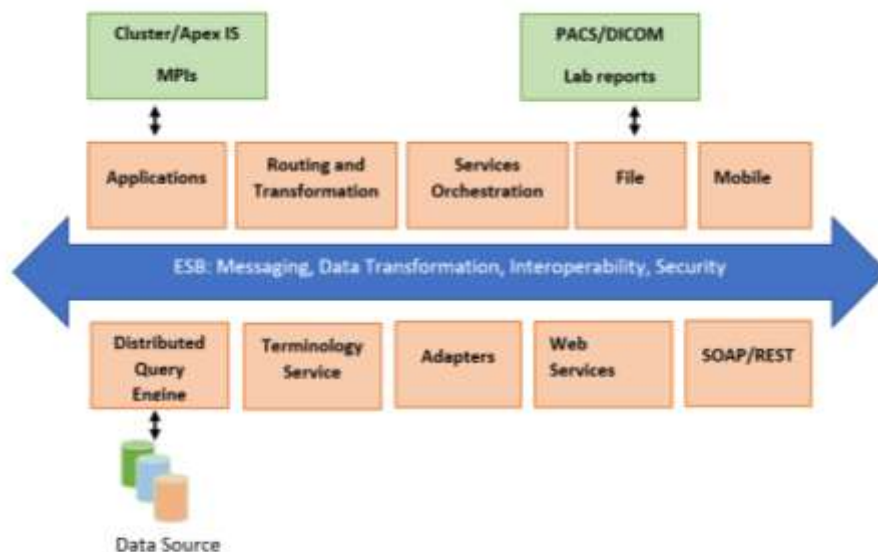 Cluster/Apex IS
MPIs
PACS/DICOM
Lab reports
Applications
Routing and
Transformation
Services
Orchestration
File
Mobile
ESB: Messaging, Data Transformation, Interoperability, Security
Distributed
Query
Engine
Terminology
Service
Adapters
Web
Services
SOAP/REST
Data Source